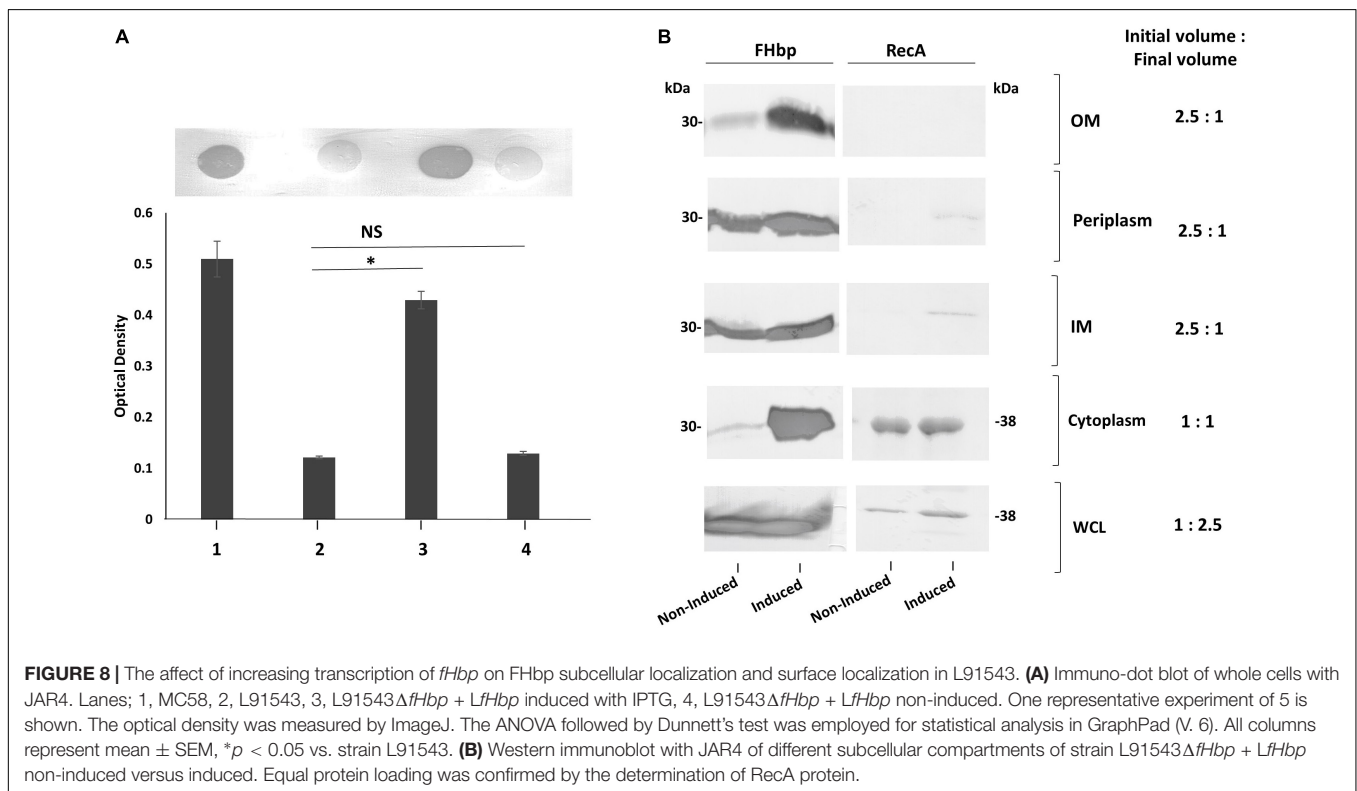 A
0.6
0.5
0.4
0.3
0.2
0.1
0
Optical Density
NS
*
1 2 3 4
B
FHbp RecA
Initial volume :
Final volume
kDa kDa
30- OM 2.5 : 1
30- Periplasm 2.5 : 1
30- IM 2.5 : 1
30- -38 Cytoplasm 1 : 1
-38 WCL 1 : 2.5
Non-Induced Induced Non-Induced Induced
FIGURE 8 | The affect of increasing transcription of fHbp on FHbp subcellular localization and surface localization in L91543. (A) Immuno-dot blot of whole cells with
JAR4. Lanes; 1, MC58, 2, L91543, 3, L91543ΔfHbp + LfHbp induced with IPTG, 4, L91543ΔfHbp + LfHbp non-induced. One representative experiment of 5 is
shown. The optical density was measured by ImageJ. The ANOVA followed by Dunnett's test was employed for statistical analysis in GraphPad (V. 6). All columns
represent mean ± SEM, *p < 0.05 vs. strain L91543. (B) Western immunoblot with JAR4 of different subcellular compartments of strain L91543ΔfHbp + LfHbp
non-induced versus induced. Equal protein loading was confirmed by the determination of RecA protein.